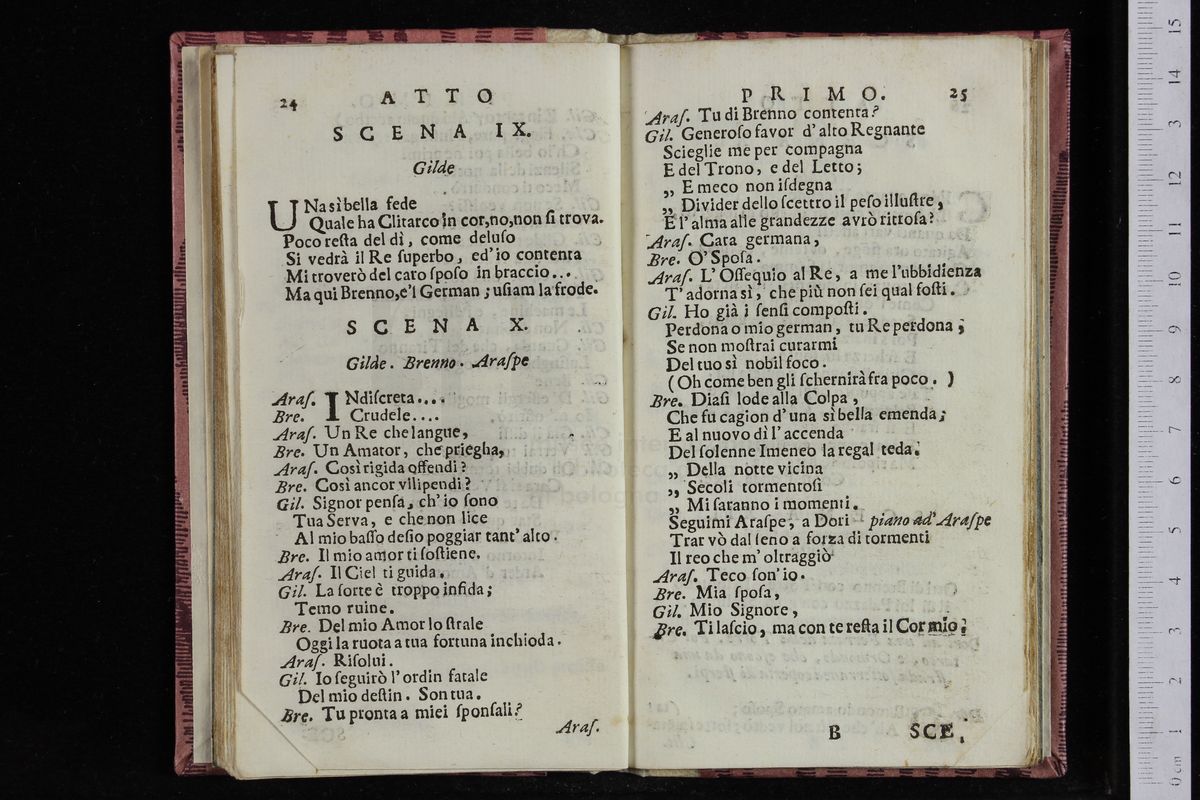 24 ATTO
SCENA IX.
Gilde
UNa sì bella fede
Quale ha Clitarco in cor, no, non ſi trova.
Poco reſta del dì, come deluſo
Si vedrà il Re ſuperbo, ed'io contenta
Mi troverò del caro ſpoſo in braccio...
Ma qui Brenno, e'l German; uſiam la frode.
SCENA X.
Gilde. Brenno. Araſpe
Araſ. INdiſcreta....
Bre. Crudele....
Araſ. Un Re che langue,
Bre. Un Amator, che priegha,
Araſ. Così rigida offendi?
Bre. Così ancor vilipendi?
Gil. Signor penſa, ch'io ſono
Tua Serva, e che non lice
Al mio baſſo deſio poggiar tant'alto.
Bre. Il mio amor ti ſoſtiene.
Araſ. Il Ciel ti guida.
Gil. La ſorte è troppo infida;
Temo ruine.
Bre. Del mio Amor lo ſtrale
Oggi la ruota a tua fortuna inchioda.
Araſ. Riſolui.
Gil. Io ſeguirò l'ordin fatale
Del mio deſtin. Son tua.
Bre. Tu pronta a miei ſponſali?
Araſ.
PRIMO. 25
Araſ. Tu di Brenno contenta?
Gil. Generoſo favor d'alto Regnante
Scieglie me per compagna
E del Trono, e del Letto;
„ E meco non iſdegna
„ Divider dello ſcettro il peſo illuſtre,
E l'alma alle grandezze avrò ritroſa?
Araſ. Cara germana,
Bre. O' Spoſa.
Araſ. L'Oſſequio al Re, a me l'ubbidienza
T'adorna sì, che più non ſei qual foſti.
Gil. Ho già i ſenſi compoſti.
Perdona o mio german, tu Re perdona;
Se non moſtrai curarmi
Del tuo sì nobil foco.
(Oh come ben gli ſchernirà fra poco.)
Bre. Diaſi lode alla Colpa,
Che fu cagion d'una sì bella emenda;
E al nuovo dì l'accenda
Del ſolenne Imeneo la regal teda.
„ Della notte vicina
„ Secoli tormentoſi
„ Mi ſaranno i momenti.
Seguimi Araſpe, a Dori piano ad'Araſpe
Trar vò dal ſeno a forza di tormenti
Il reo che m'oltraggiò
Araſ. Teco ſon'io.
Bre. Mia ſpoſa,
Gil. Mio Signore,
Bre. Ti laſcio, ma con te reſta il Cor mio.
B SCE.